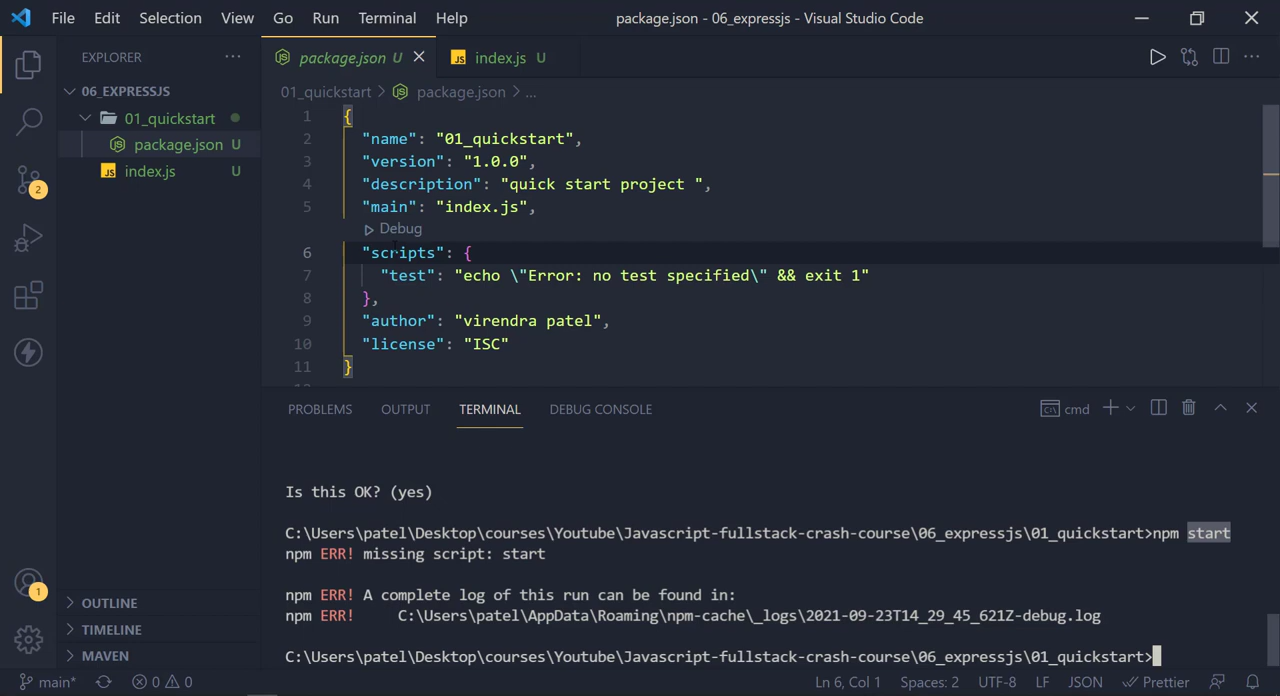 File Edit Selection View Go Run Terminal Help package.json - 06_expressjs - Visual Studio Code
EXPLORER
06_EXPRESSJS
01_quickstart
package.json U
JS index.js U
OUTLINE
TIMELINE
MAVEN
2
1
package.json U
JS index.js U
01_quickstart > package.json > ...
1 {
2 "name": "01_quickstart",
3 "version": "1.0.0",
4 "description": "quick start project ",
5 "main": "index.js",
Debug
6 "scripts": {
7 "test": "echo \"Error: no test specified\" && exit 1"
8 },
9 "author": "virendra patel",
10 "license": "ISC"
11 }
PROBLEMS OUTPUT TERMINAL DEBUG CONSOLE cmd
Is this OK? (yes)
C:\Users\patel\Desktop\courses\Youtube\Javascript-fullstack-crash-course\06_expressjs\01_quickstart>npm start
npm ERR! missing script: start
npm ERR! A complete log of this run can be found in:
npm ERR! C:\Users\patel\AppData\Roaming\npm-cache\_logs\2021-09-23T14_29_45_621Z-debug.log
C:\Users\patel\Desktop\courses\Youtube\Javascript-fullstack-crash-course\06_expressjs\01_quickstart>
main* 0 0 Ln 6, Col 1 Spaces: 2 UTF-8 LF JSON Prettier